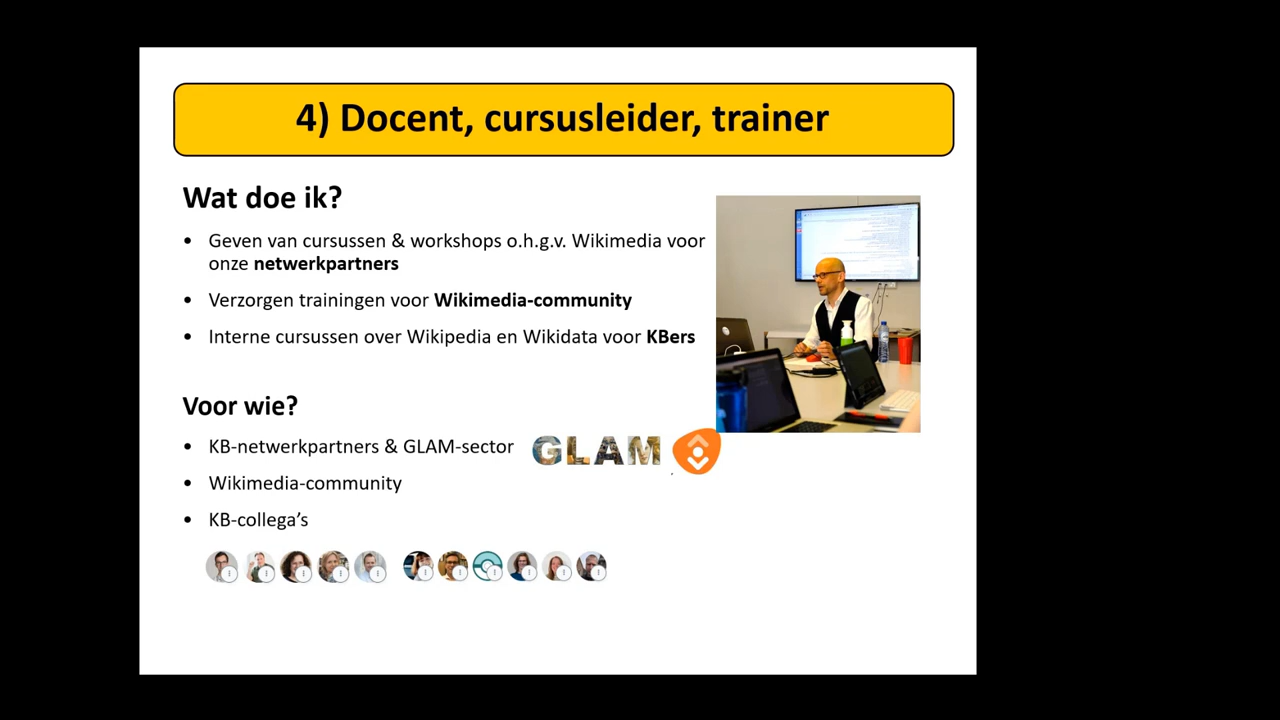 4) Docent, cursusleider, trainer
Wat doe ik?
• Geven van cursussen & workshops o.h.g.v. Wikimedia voor
onze netwerkpartners
• Verzorgen trainingen voor Wikimedia-community
• Interne cursussen over Wikipedia en Wikidata voor KBers
Voor wie?
• KB-netwerkpartners & GLAM-sector
GLAM
• Wikimedia-community
• KB-collega's